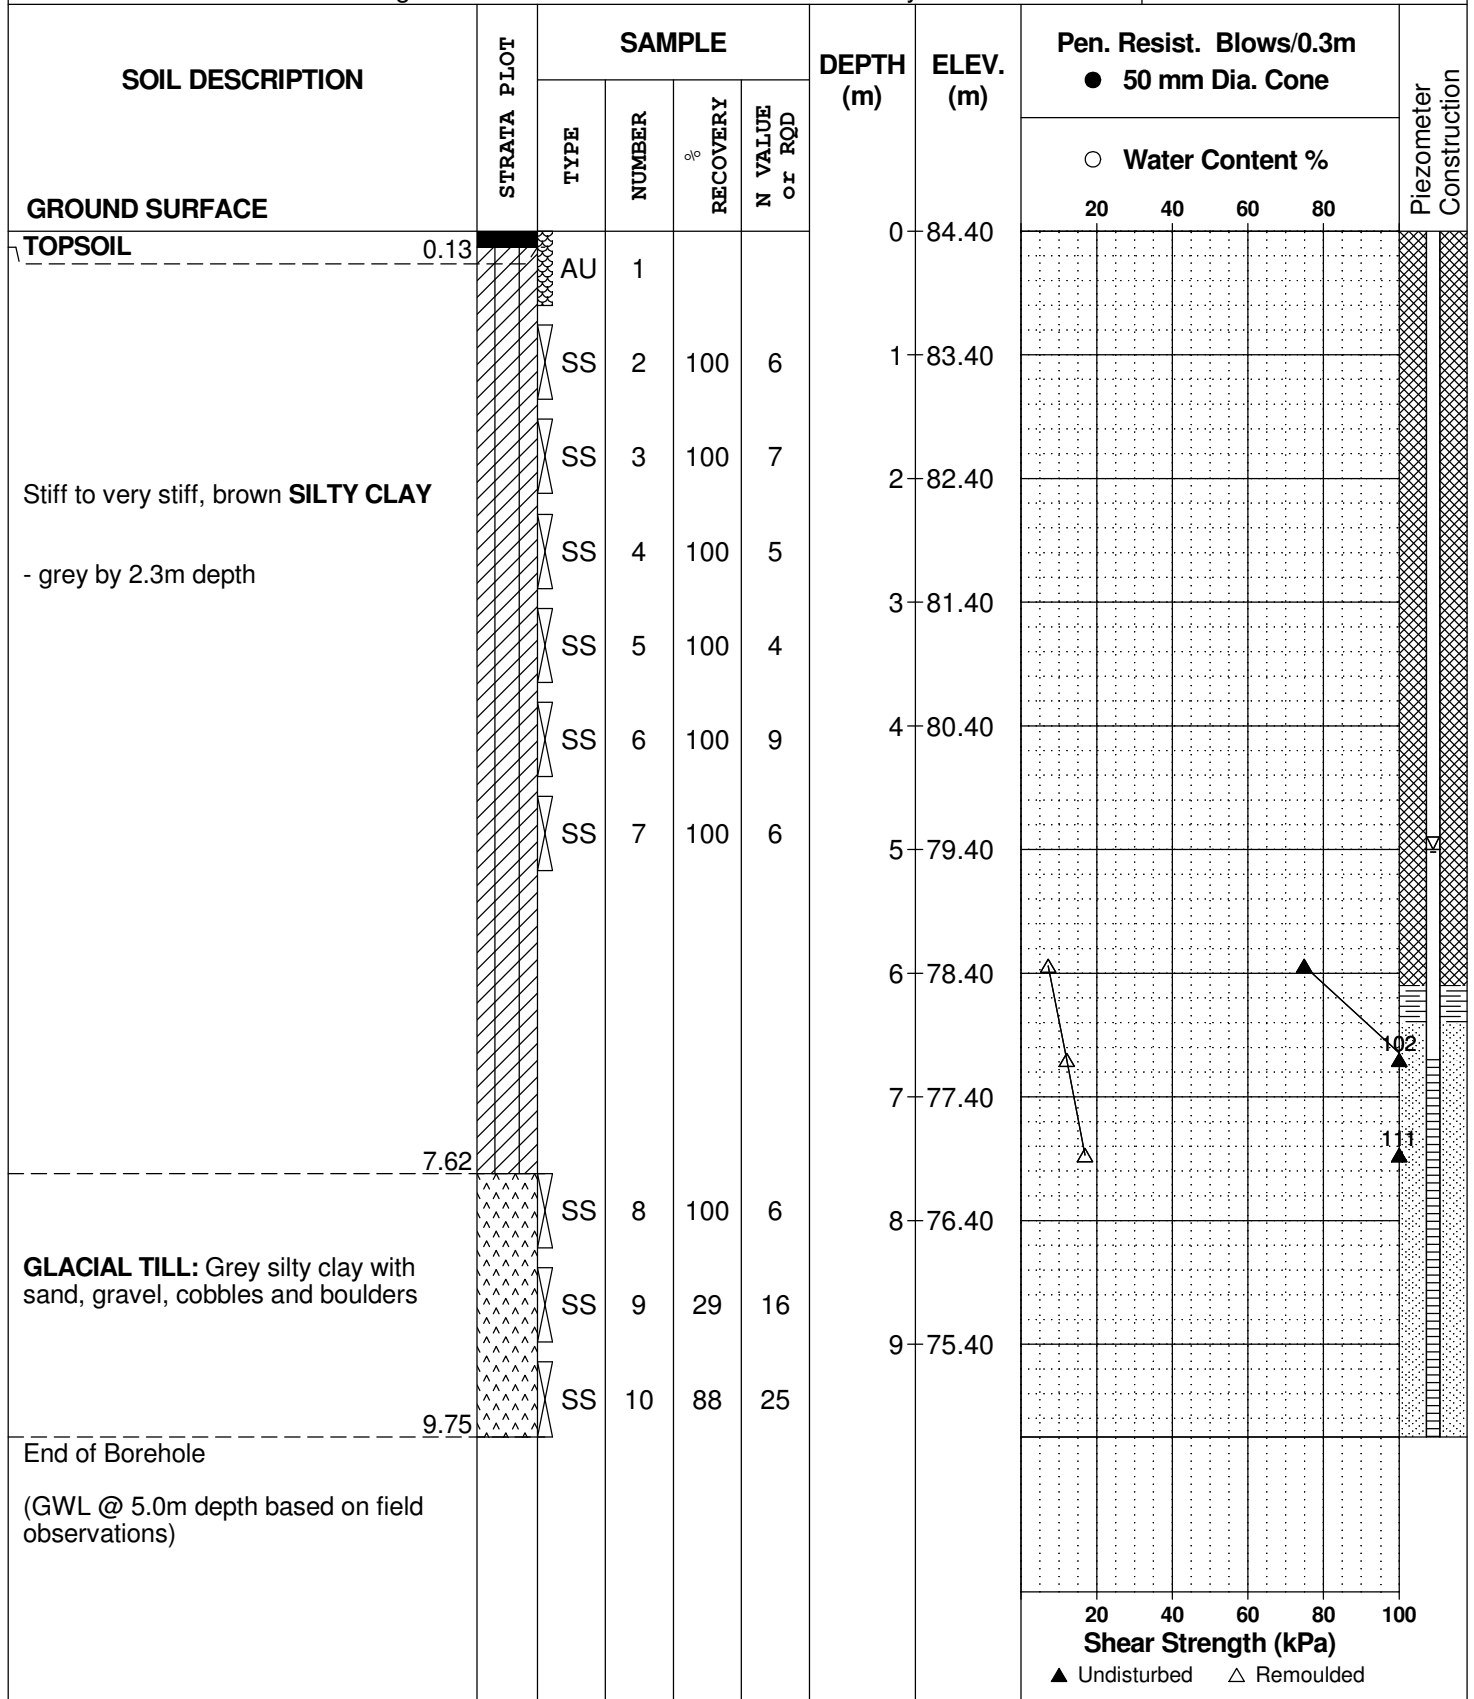 SOIL DESCRIPTION
GROUND SURFACE
STRATA PLOT
SAMPLE
TYPE
NUMBER
%
RECOVERY
N VALUE
or RQD
DEPTH
(m)
ELEV.
(m)
Pen. Resist. Blows/0.3m
● 50 mm Dia. Cone
○ Water Content %
20 40 60 80
Piezometer
Construction
TOPSOIL 0.13
AU 1
0 84.40
SS 2 100 6
1 83.40
SS 3 100 7
2 82.40
Stiff to very stiff, brown SILTY CLAY
SS 4 100 5
- grey by 2.3m depth
3 81.40
SS 5 100 4
4 80.40
SS 6 100 9
SS 7 100 6
5 79.40
6 78.40
102
7 77.40
111
7.62
SS 8 100 6
8 76.40
GLACIAL TILL: Grey silty clay with
sand, gravel, cobbles and boulders
SS 9 29 16
9 75.40
SS 10 88 25
9.75
End of Borehole
(GWL @ 5.0m depth based on field
observations)
20 40 60 80 100
Shear Strength (kPa)
▲ Undisturbed △ Remoulded